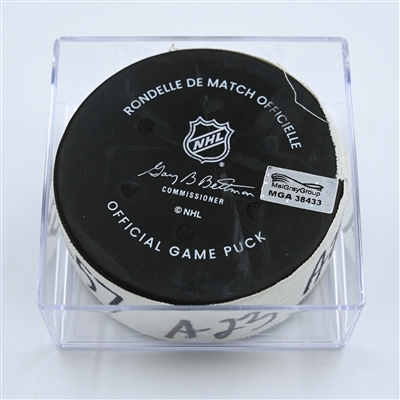 RONDELLE DE MATCH OFFICIELLE
NHL
Gary B Bettman
COMMISSIONER
© NHL
OFFICIAL GAME PUCK
MeiGrayGroup
MGA 38433
A-23